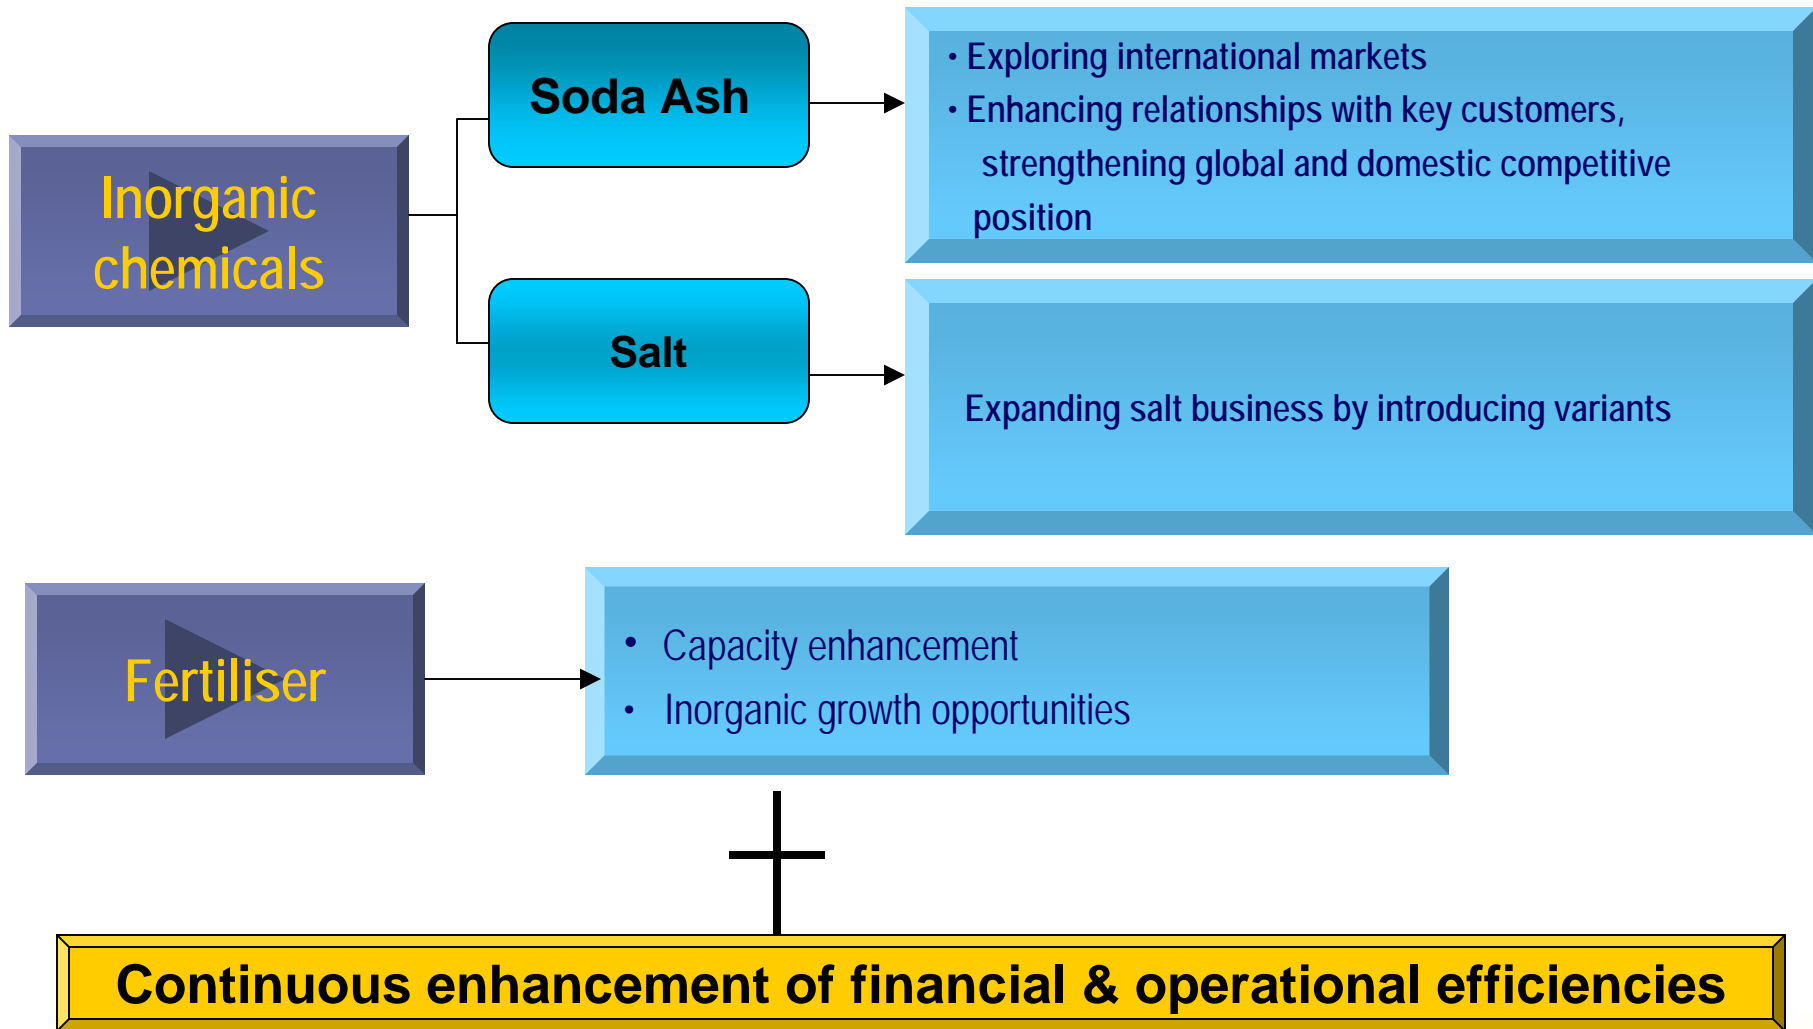 Inorganic
chemicals
Soda Ash
• Exploring international markets
• Enhancing relationships with key customers,
strengthening global and domestic competitive
position
Salt
Expanding salt business by introducing variants
Fertiliser
• Capacity enhancement
• Inorganic growth opportunities
Continuous enhancement of financial & operational efficiencies